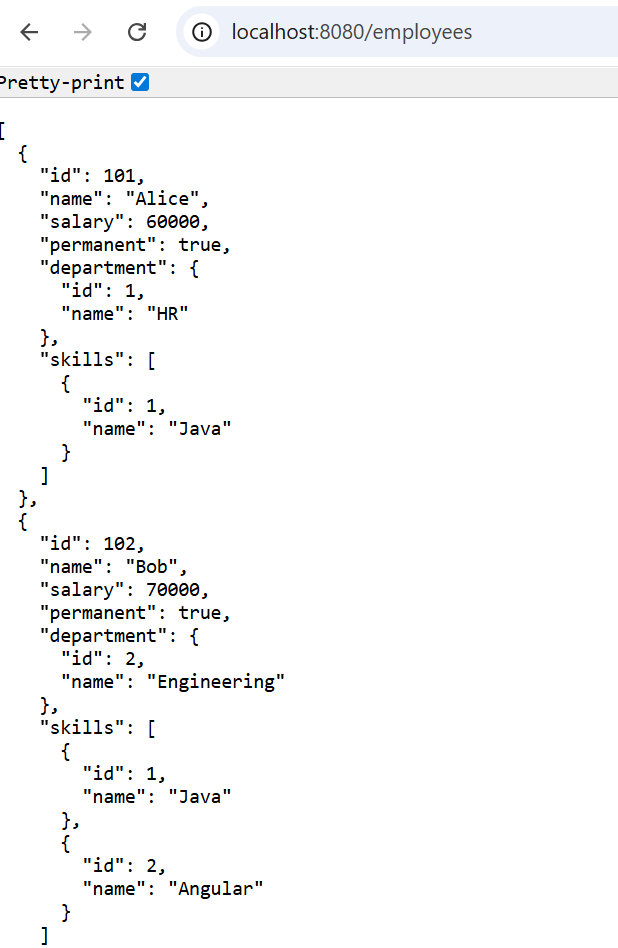 localhost:8080/employees
Pretty-print
[
  {
    "id": 101,
    "name": "Alice",
    "salary": 60000,
    "permanent": true,
    "department": {
      "id": 1,
      "name": "HR"
    },
    "skills": [
      {
        "id": 1,
        "name": "Java"
      }
    ]
  },
  {
    "id": 102,
    "name": "Bob",
    "salary": 70000,
    "permanent": true,
    "department": {
      "id": 2,
      "name": "Engineering"
    },
    "skills": [
      {
        "id": 1,
        "name": "Java"
      },
      {
        "id": 2,
        "name": "Angular"
      }
    ]